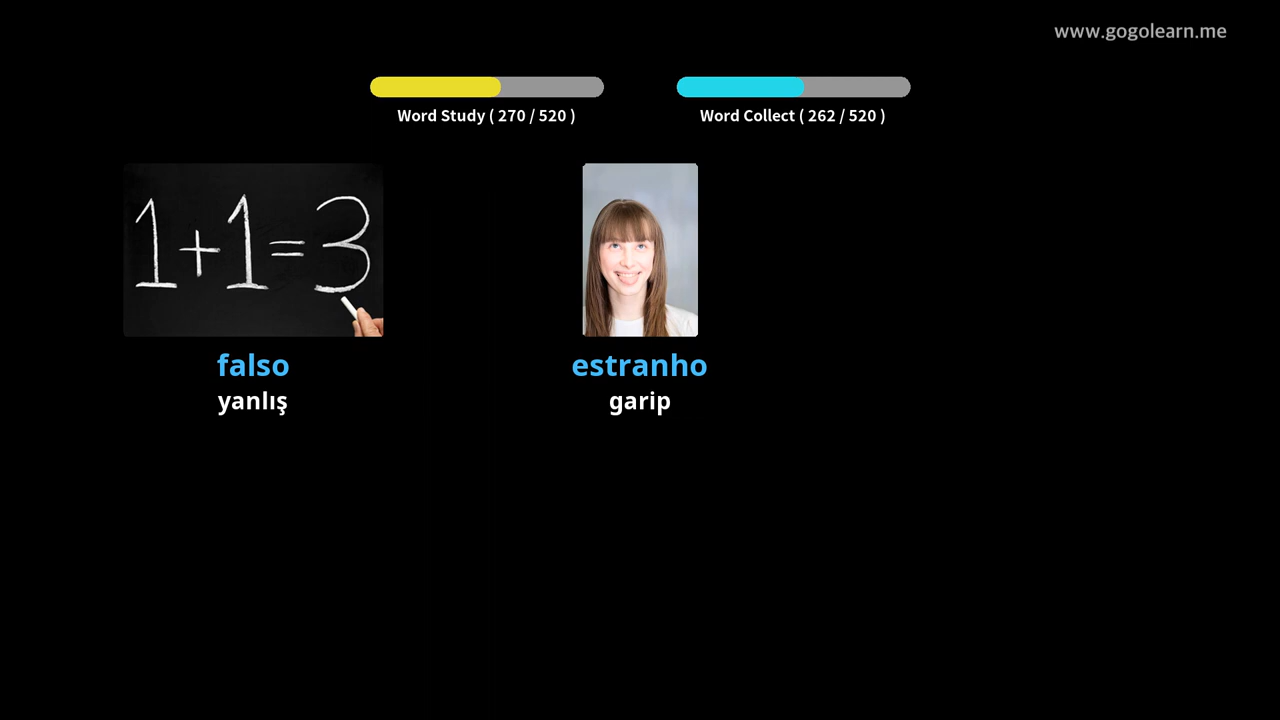 www.gogolearn.me
Word Study ( 270 / 520 )
Word Collect ( 262 / 520 )
1+1=3
falso
yanlış
estranho
garip